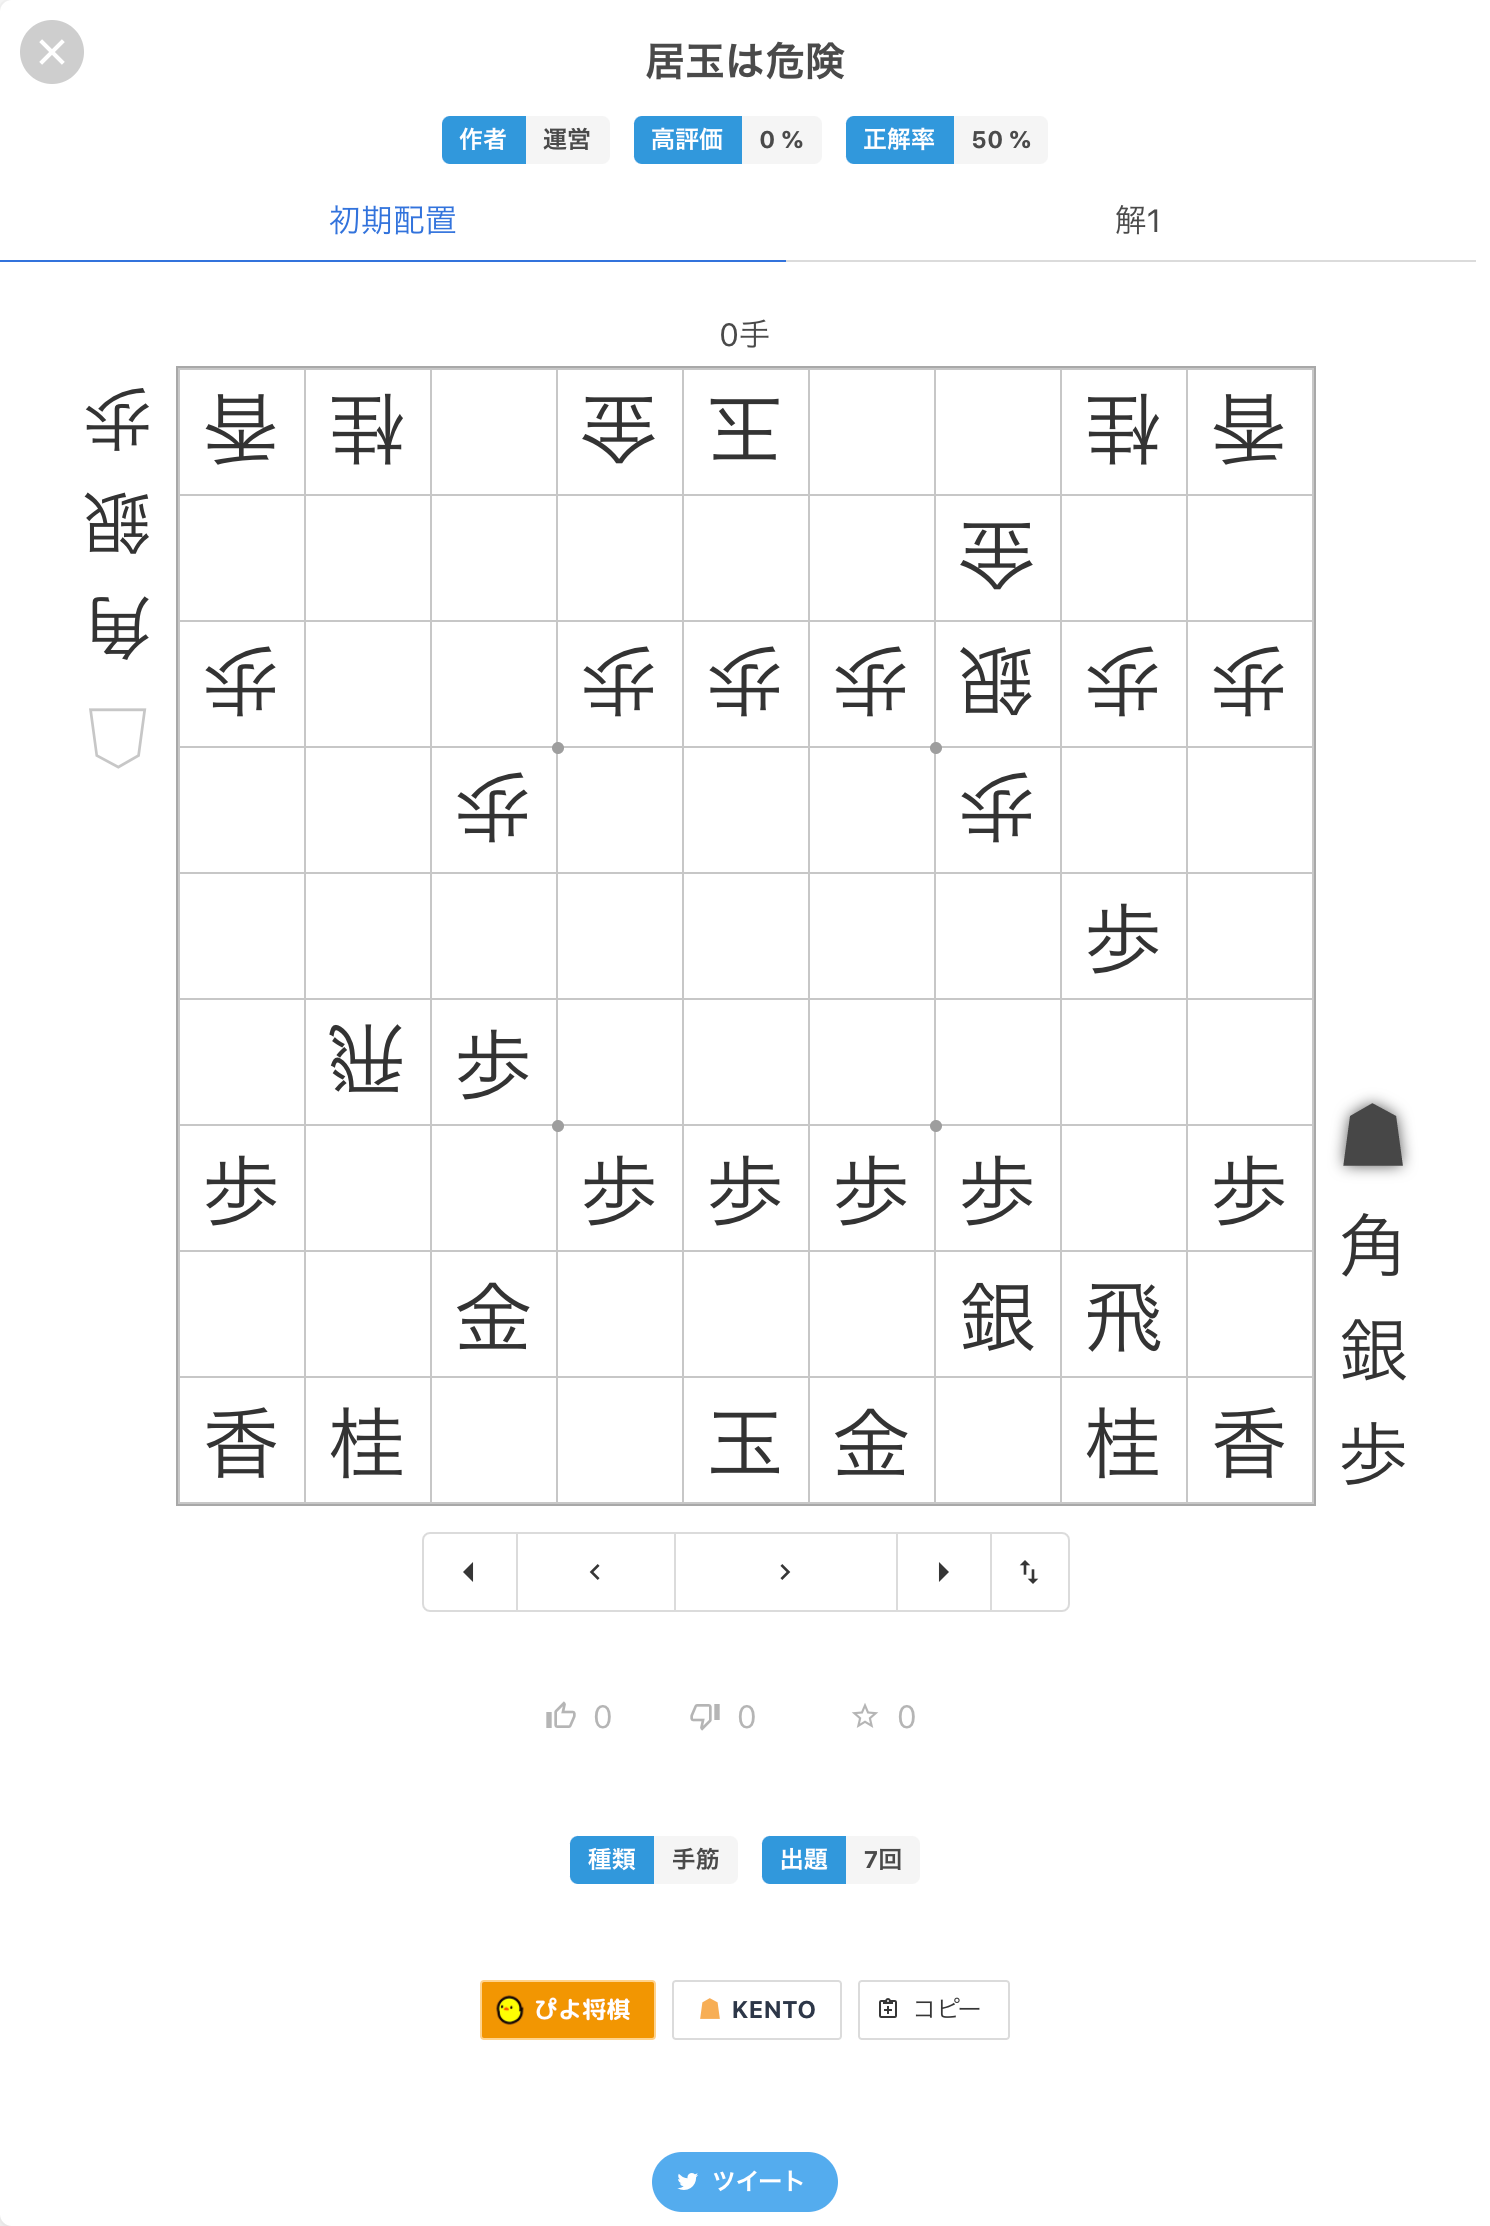 居玉は危険
作者 運営 高評価 0 % 正解率 50 %
初期配置 解1
0手
歩 香 桂 金 玉 桂 香
銀 金
角 歩 歩 歩 歩 銀 歩 歩
歩 歩
歩
飛 歩
歩 歩 歩 歩 歩 歩 角
金 銀 飛 銀
香 桂 玉 金 桂 香 歩
0 0 0
種類 手筋 出題 7回
ぴよ将棋 KENTO コピー
ツイート